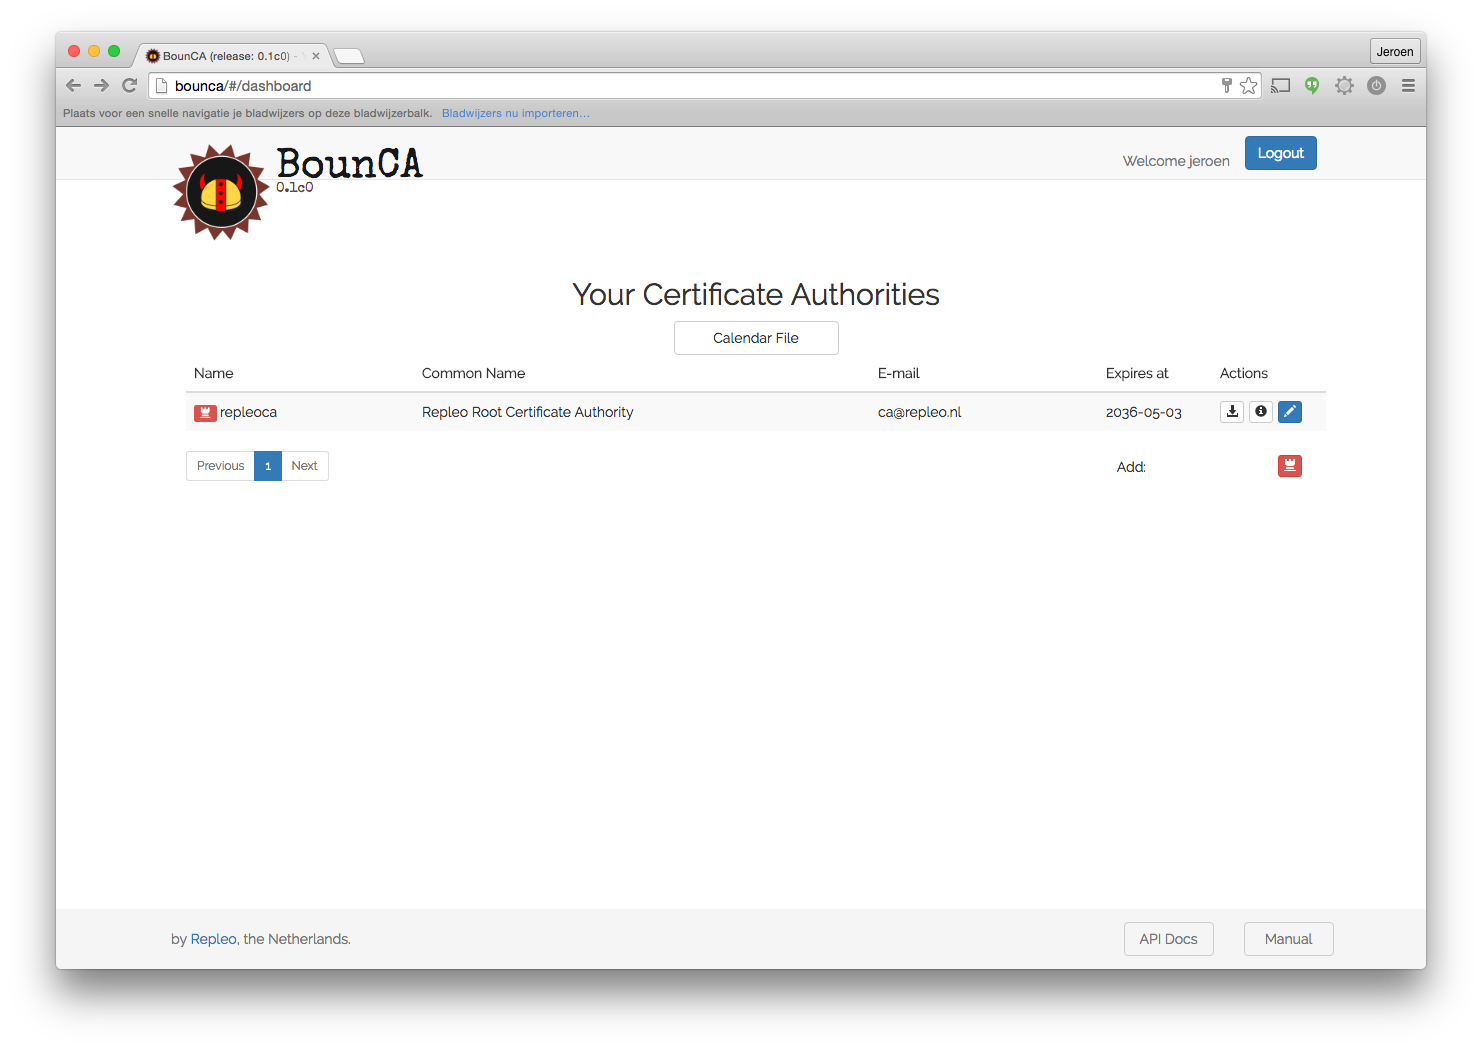 BounCA (release: 0.1c0) -
Jeroen
bounca/#/dashboard
Plaats voor een snelle navigatie je bladwijzers op deze bladwijzerbalk. Bladwijzers nu importeren...
BounCA
0.1c0
Welcome jeroen
Logout
Your Certificate Authorities
Calendar File
Name Common Name E-mail Expires at Actions
repleoca Repleo Root Certificate Authority ca@repleo.nl 2036-05-03
Previous 1 Next Add:
by Repleo, the Netherlands.
API Docs Manual